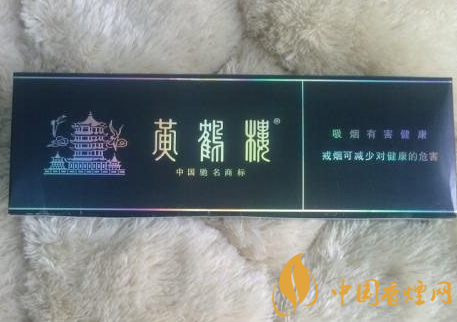 黄鹤楼®
中国驰名商标
吸烟有害健康
戒烟可减少对健康的危害
中国香烟网